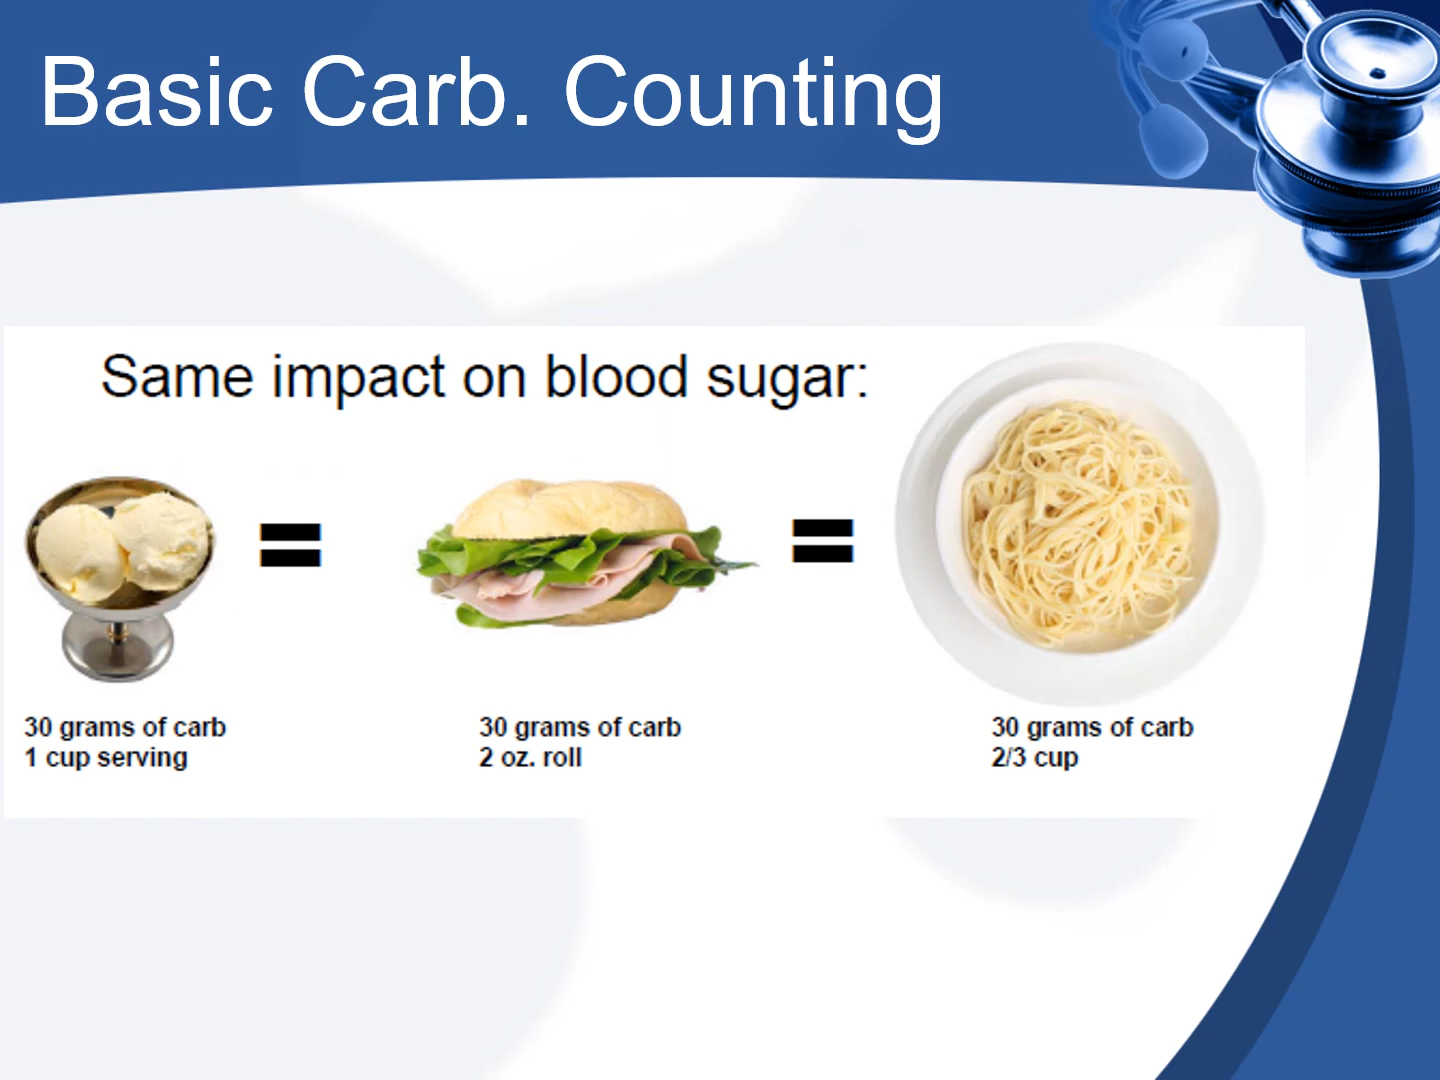 Basic Carb. Counting
Same impact on blood sugar:
=
=
30 grams of carb
1 cup serving
30 grams of carb
2 oz. roll
30 grams of carb
2/3 cup